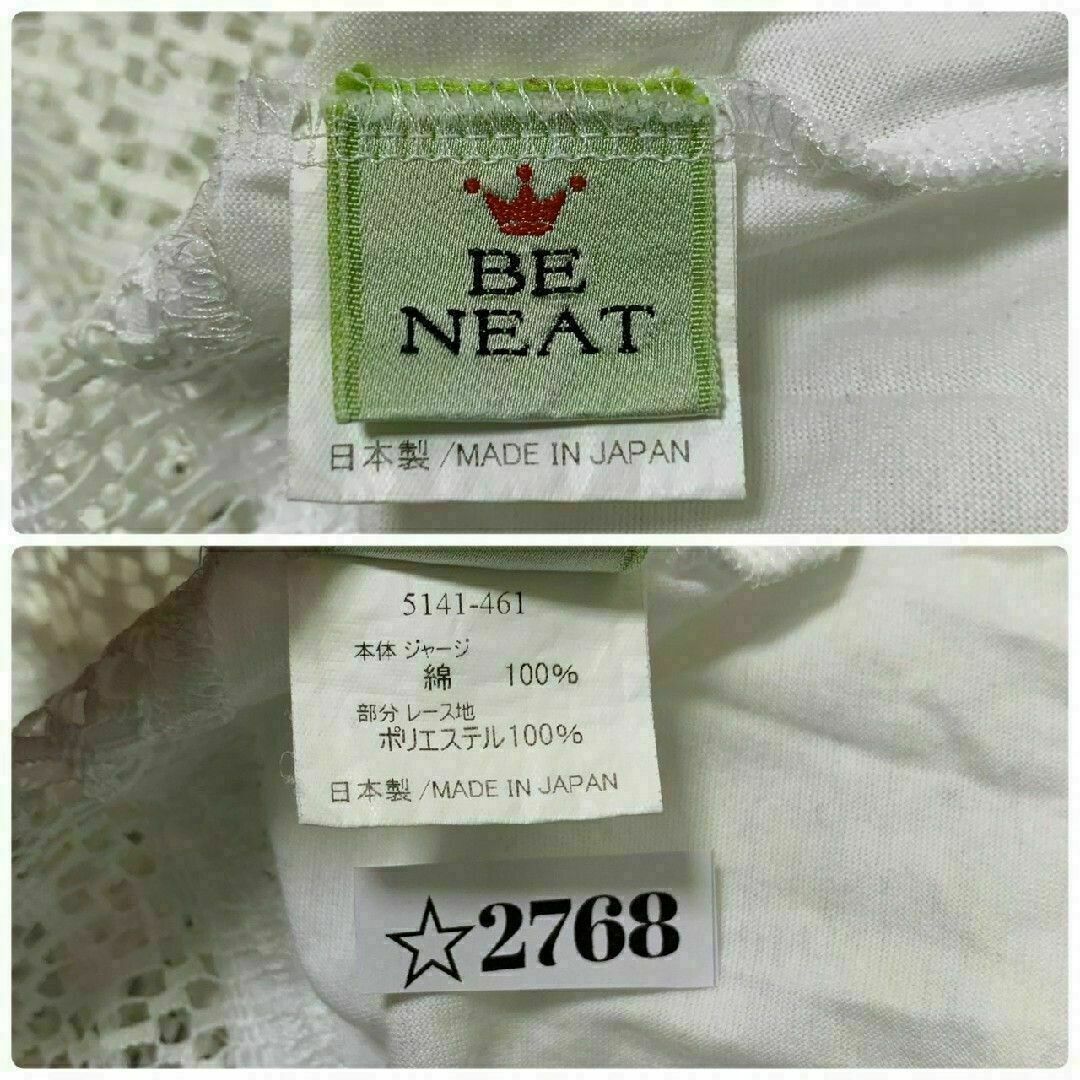 BE
NEAT
日本製/MADE IN JAPAN
5141-461
本体 ジャージ
綿 100%
部分 レース地
ポリエステル100%
日本製/MADE IN JAPAN
☆2768